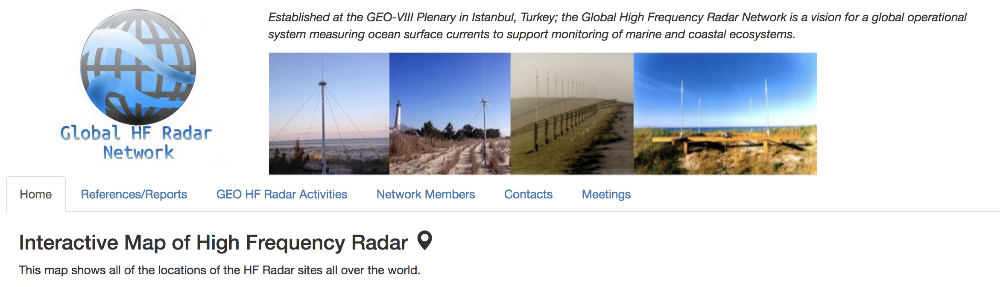 Established at the GEO-VIII Plenary in Istanbul, Turkey; the Global High Frequency Radar Network is a vision for a global operational
system measuring ocean surface currents to support monitoring of marine and coastal ecosystems.
Global HF Radar
Network
Home References/Reports GEO HF Radar Activities Network Members Contacts Meetings
Interactive Map of High Frequency Radar
This map shows all of the locations of the HF Radar sites all over the world.